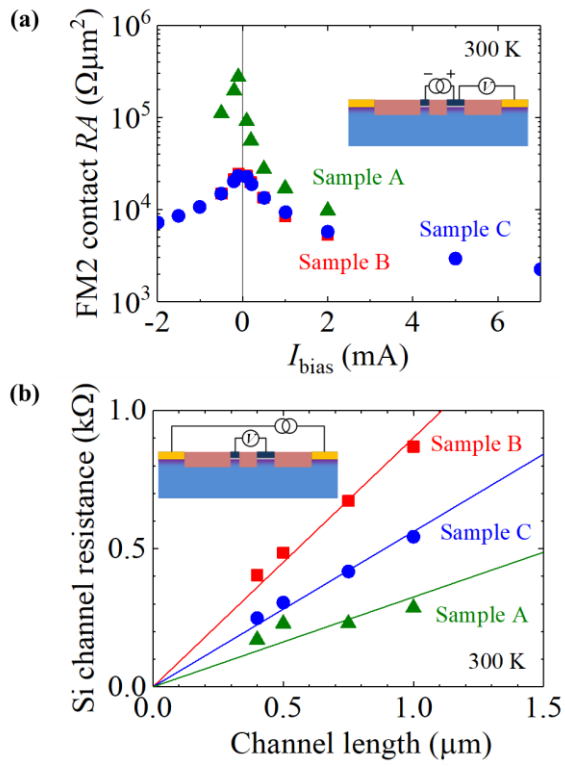 (a)
FM2 contact RA (Ωμm²)
10⁶
10⁵
10⁴
10³
300 K
− +
V
Sample A
Sample C
Sample B
-2 0 2 4 6
I_bias (mA)
(b)
Si channel resistance (kΩ)
1.0
0.5
0.0
V
Sample B
Sample C
Sample A
300 K
0.0 0.5 1.0 1.5
Channel length (μm)